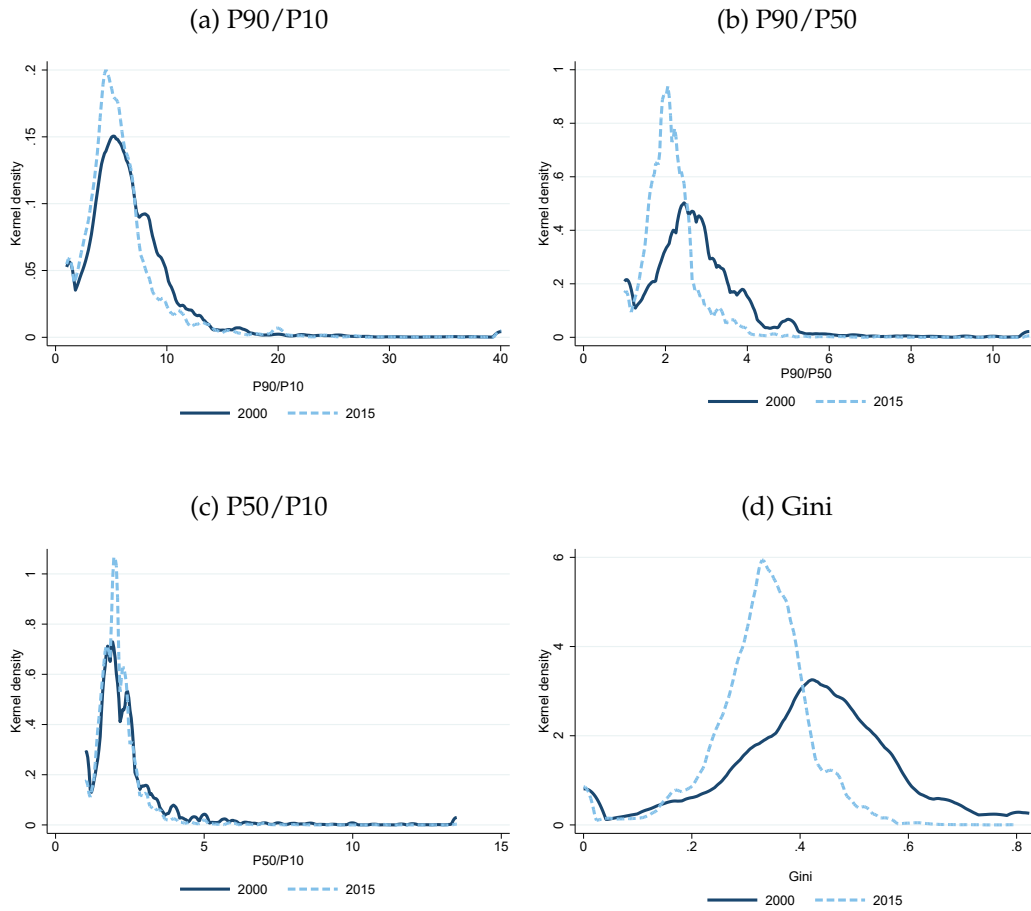 (a) P90/P10
(b) P90/P50
Kernel density
0 .05 .1 .15 .2
0 10 20 30 40
P90/P10
2000 2015
Kernel density
0 .2 .4 .6 .8 1
0 2 4 6 8 10
P90/P50
2000 2015
(c) P50/P10
(d) Gini
Kernel density
0 .2 .4 .6 .8 1
0 5 10 15
P50/P10
2000 2015
Kernel density
0 2 4 6
0 .2 .4 .6 .8
Gini
2000 2015